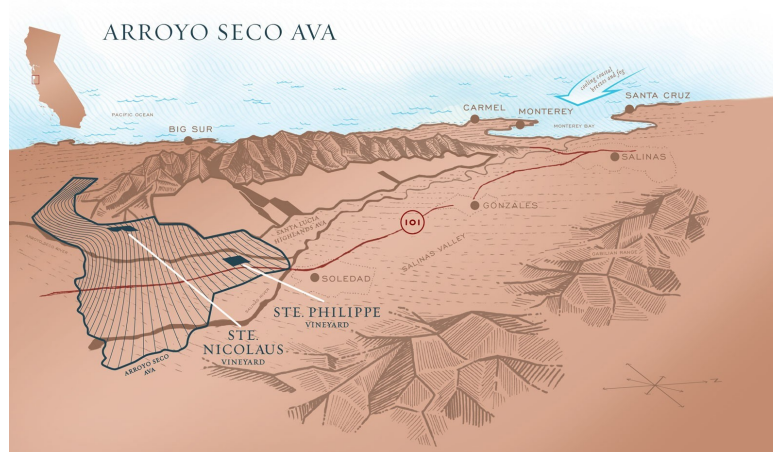 ARROYO SECO AVA
cooling coastal
breezes and fog
SANTA CRUZ
CARMEL
MONTEREY
PACIFIC OCEAN
MONTEREY BAY
BIG SUR
SALINAS
GONZALES
SANTA LUCIA
HIGHLANDS AVA
101
SALINAS VALLEY
GABILAN RANGE
SOLEDAD
STE. PHILIPPE
VINEYARD
STE.
NICOLAUS
VINEYARD
ARROYO SECO
AVA